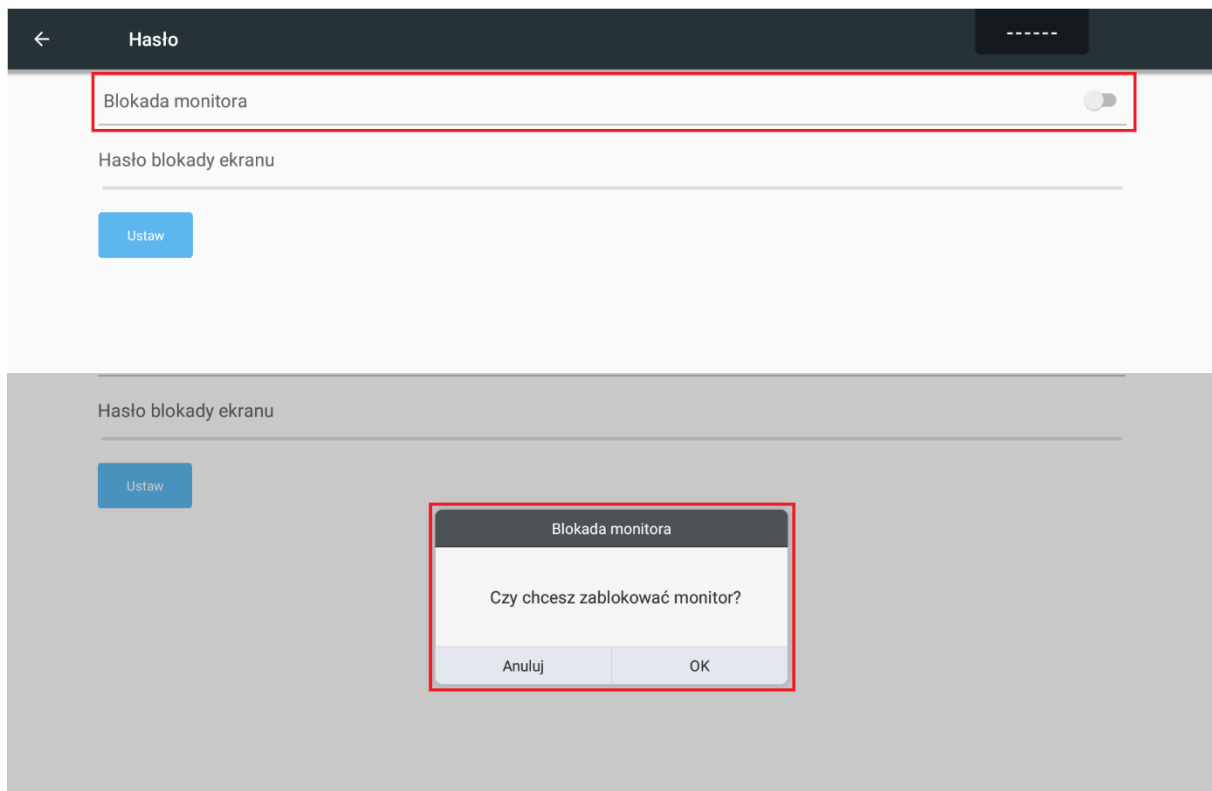 Hasło
------
Blokada monitora
Hasło blokady ekranu
Ustaw
Hasło blokady ekranu
Ustaw
Blokada monitora
Czy chcesz zablokować monitor?
Anuluj OK